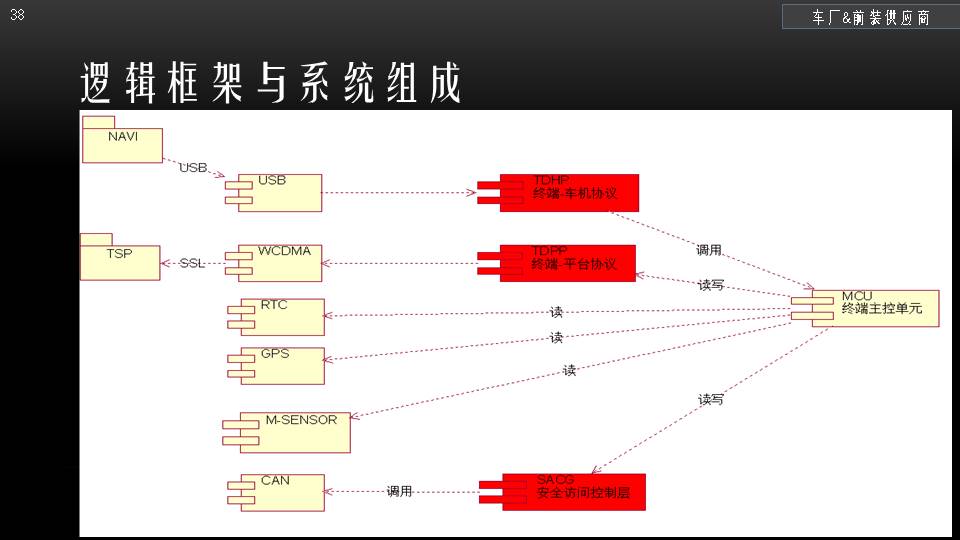 38
车厂&前装供应商
逻辑框架与系统组成
NAVI
USB
USB
TDHP
终端-车机协议
TSP
SSL
WCDMA
TDPP
终端-平台协议
调用
读写
RTC
读
MCU
终端主控单元
GPS
读
读
M-SENSOR
读写
CAN
调用
SACG
安全访问控制层